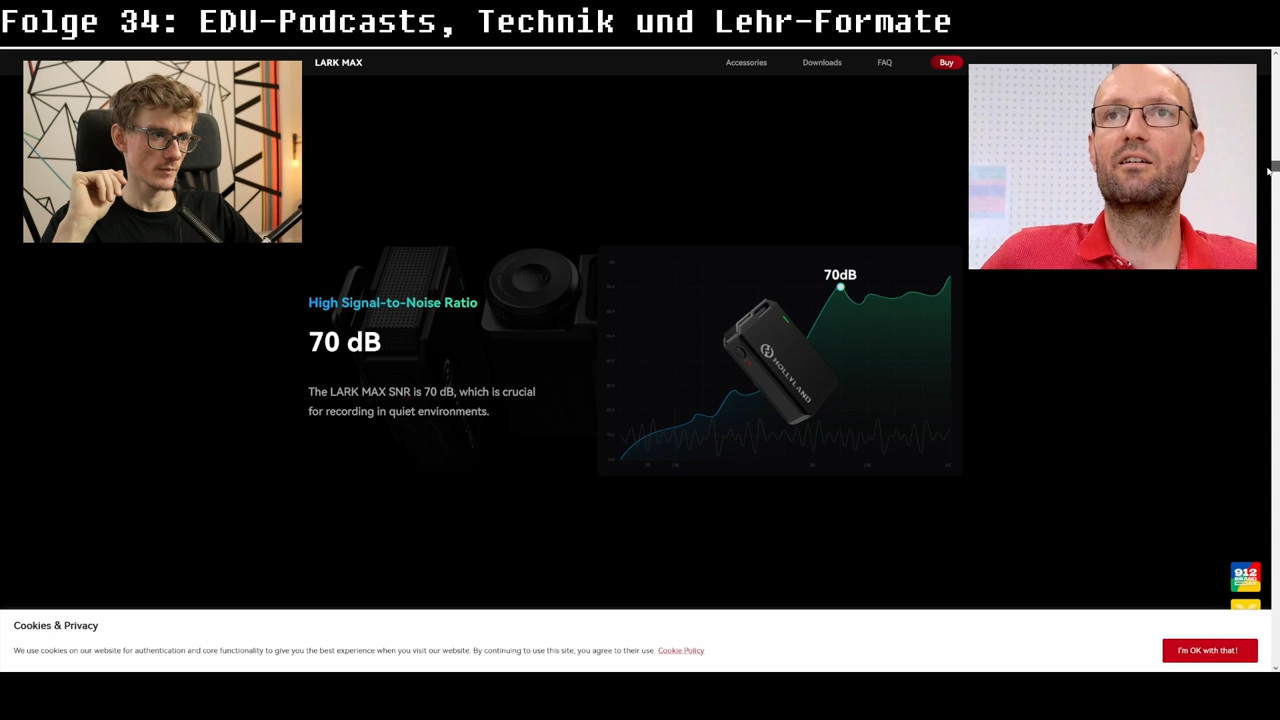 Folge 34: EDU-Podcasts, Technik und Lehr-Formate
LARK MAX
Accessories
Downloads
FAQ
Buy
70dB
High Signal-to-Noise Ratio
70 dB
HOLLYLAND
The LARK MAX SNR is 70 dB, which is crucial
for recording in quiet environments.
912
BRAND
DAY
Cookies & Privacy
We use cookies on our website for authentication and core functionality to give you the best experience when you visit our website. By continuing to use this site, you agree to their use. Cookie Policy
I'm OK with that!